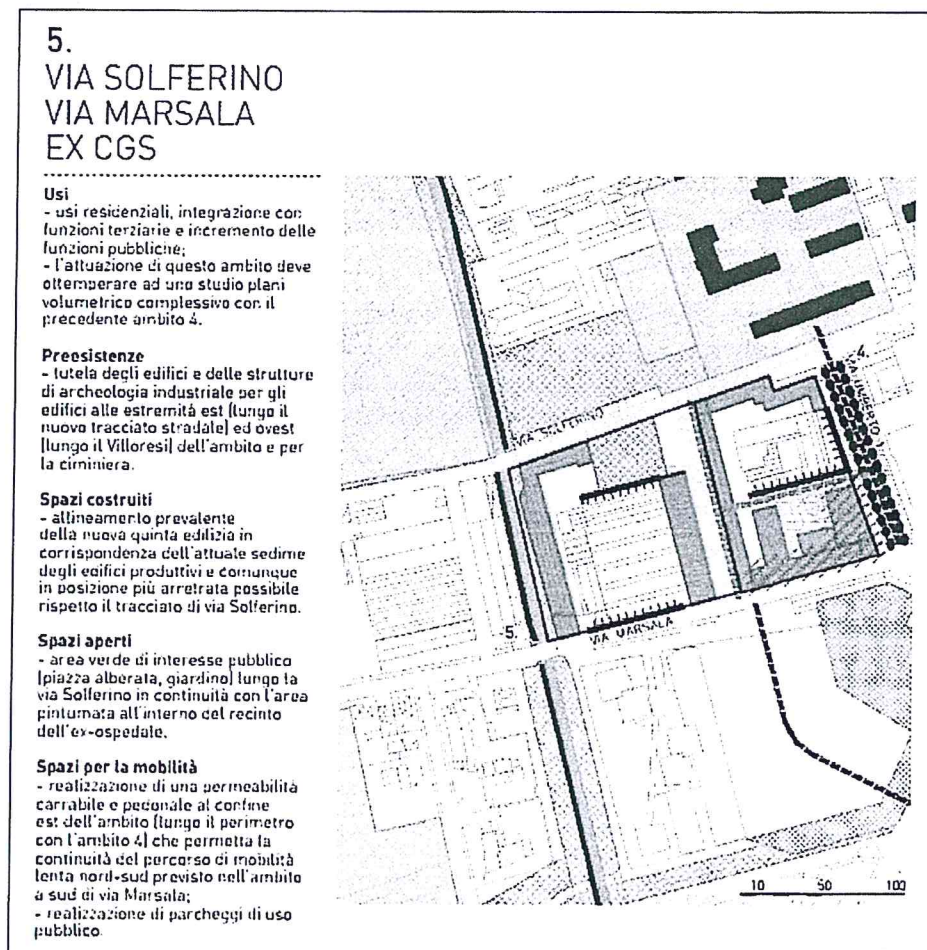 5.
VIA SOLFERINO
VIA MARSALA
EX CGS
Usi
- usi residenziali, integrazione con
funzioni terziarie e incremento delle
funzioni pubbliche;
- l'attuazione di questo ambito deve
ottemperare ad uno studio plani
volumetrico complessivo con il
precedente ambito 4.
Preesistenze
- tutela degli edifici e delle strutture
di archeologia industriale per gli
edifici alle estremità est (lungo il
nuovo tracciato stradale) ed ovest
(lungo il Villoresi) dell'ambito e per
la ciminiera.
Spazi costruiti
- allineamento prevalente
della nuova quinta edilizia in
corrispondenza dell'attuale sedime
degli edifici produttivi e comunque
in posizione più arretrata possibile
rispetto il tracciato di via Solferino.
Spazi aperti
- area verde di interesse pubblico
(piazza alberata, giardino) lungo la
via Solferino in continuità con l'area
piantumata all'interno del recinto
dell'ex-ospedale.
Spazi per la mobilità
- realizzazione di una permeabilità
carrabile e pedonale al confine
est dell'ambito (lungo il perimetro
con l'ambito 4) che permetta la
continuità del percorso di mobilità
lenta nord-sud previsto nell'ambito
a sud di via Marsala;
- realizzazione di parcheggi di uso
pubblico.
4.
VIA SOLFERINO
5.
VIA MARSALA
10 50 100